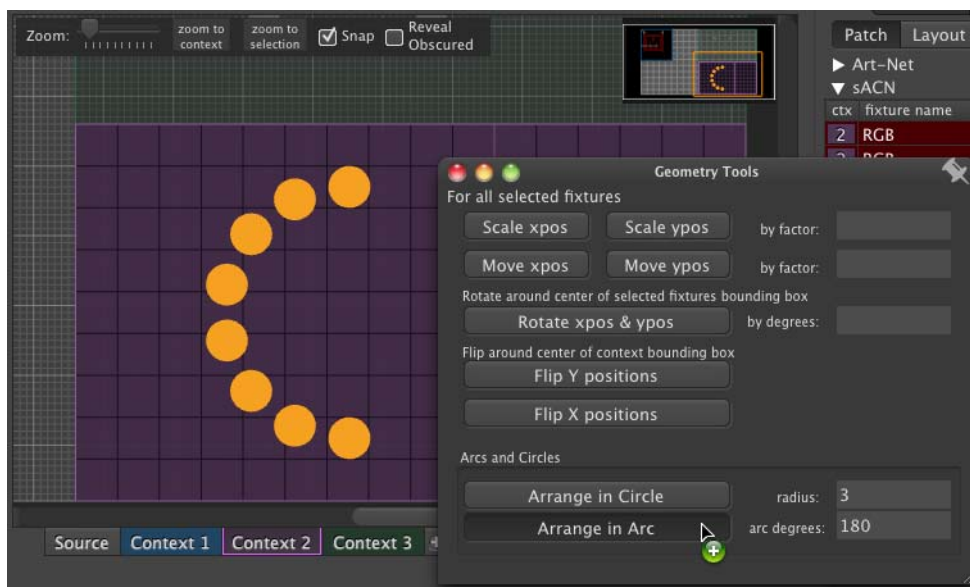 Zoom:
zoom to
context
zoom to
selection
Snap
Reveal
Obscured
Patch
Layout
Art-Net
sACN
ctx fixture name
2 RGB
2 RGB
Geometry Tools
For all selected fixtures
Scale xpos
Scale ypos
by factor:
Move xpos
Move ypos
by factor:
Rotate around center of selected fixtures bounding box
Rotate xpos & ypos
by degrees:
Flip around center of context bounding box
Flip Y positions
Flip X positions
Arcs and Circles
Arrange in Circle
radius: 3
Arrange in Arc
arc degrees: 180
Source
Context 1
Context 2
Context 3